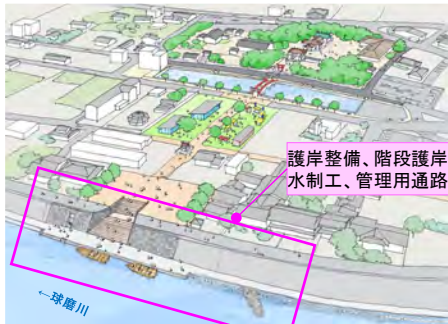 護岸整備、階段護岸
水制工、管理用通路
←球磨川